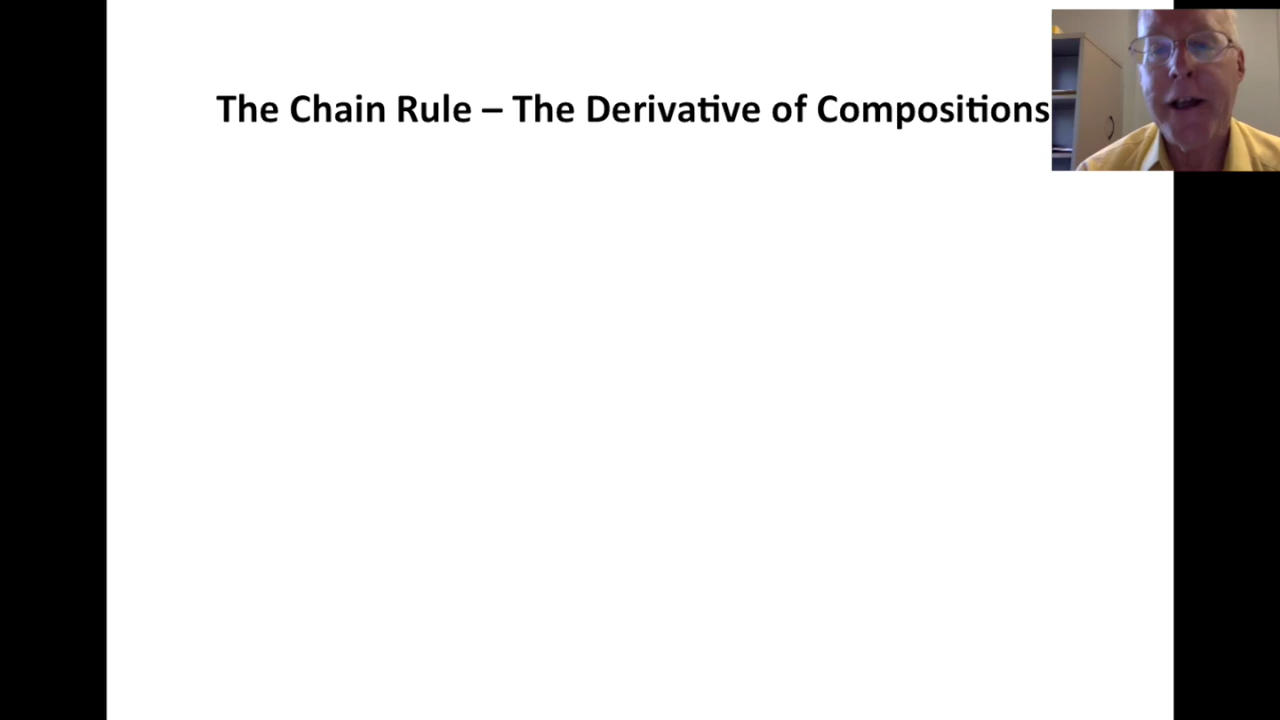 The Chain Rule – The Derivative of Compositions